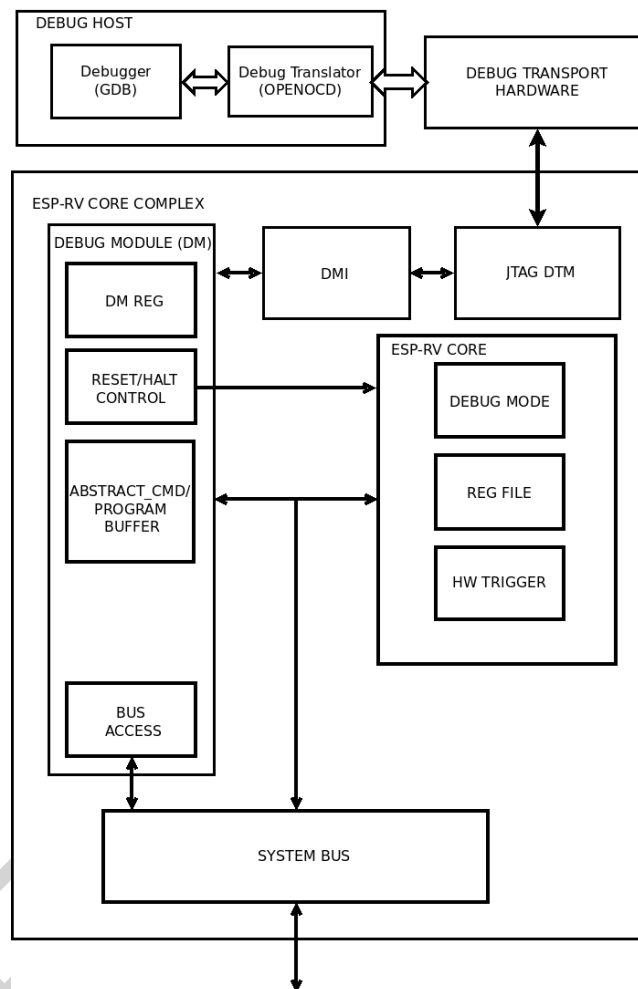 DEBUG HOST
Debugger
(GDB)
Debug Translator
(OPENOCD)
DEBUG TRANSPORT
HARDWARE
ESP-RV CORE COMPLEX
DEBUG MODULE (DM)
DM REG
DMI
JTAG DTM
RESET/HALT
CONTROL
ESP-RV CORE
DEBUG MODE
ABSTRACT_CMD/
PROGRAM
BUFFER
REG FILE
HW TRIGGER
BUS
ACCESS
SYSTEM BUS